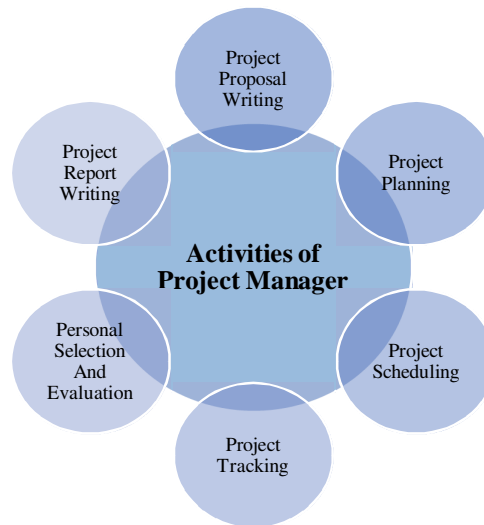 Project
Proposal
Writing
Project
Planning
Project
Scheduling
Project
Tracking
Personal
Selection
And
Evaluation
Project
Report
Writing
Activities of
Project Manager